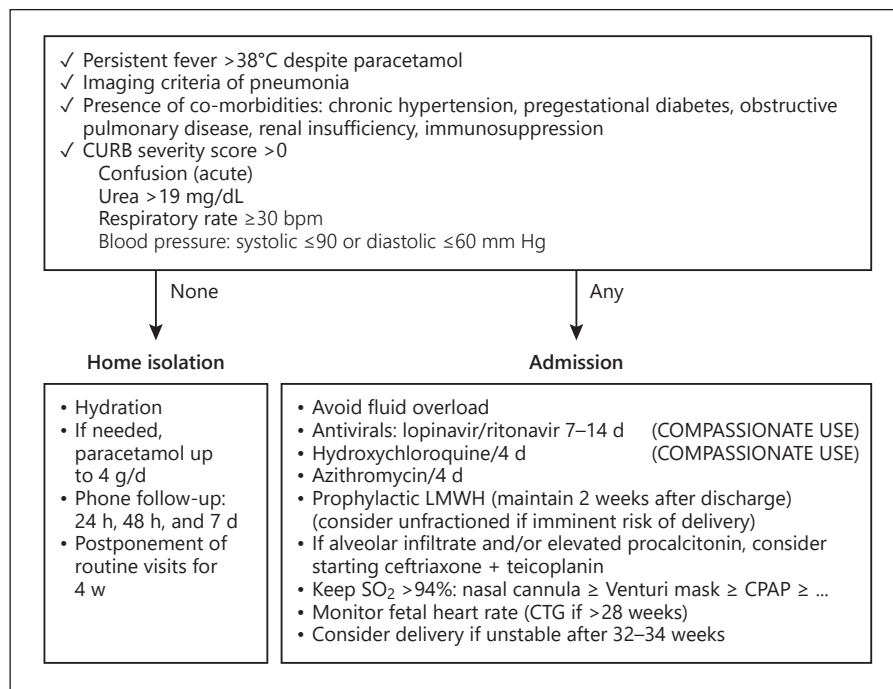 ✓ Persistent fever >38°C despite paracetamol
✓ Imaging criteria of pneumonia
✓ Presence of co-morbidities: chronic hypertension, pregestational diabetes, obstructive
pulmonary disease, renal insufficiency, immunosuppression
✓ CURB severity score >0
Confusion (acute)
Urea >19 mg/dL
Respiratory rate ≥30 bpm
Blood pressure: systolic ≤90 or diastolic ≤60 mm Hg
None
Any
Home isolation
• Hydration
• If needed,
paracetamol up
to 4 g/d
• Phone follow-up:
24 h, 48 h, and 7 d
• Postponement of
routine visits for
4 w
Admission
• Avoid fluid overload
• Antivirals: lopinavir/ritonavir 7–14 d (COMPASSIONATE USE)
• Hydroxychloroquine/4 d (COMPASSIONATE USE)
• Azithromycin/4 d
• Prophylactic LMWH (maintain 2 weeks after discharge)
(consider unfractioned if imminent risk of delivery)
• If alveolar infiltrate and/or elevated procalcitonin, consider
starting ceftriaxone + teicoplanin
• Keep SO₂ >94%: nasal cannula ≥ Venturi mask ≥ CPAP ≥ ...
• Monitor fetal heart rate (CTG if >28 weeks)
• Consider delivery if unstable after 32–34 weeks